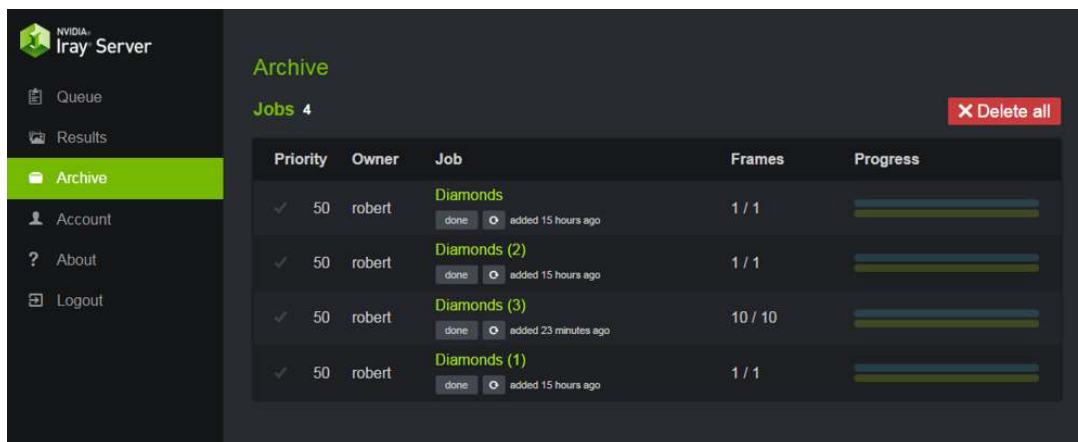 NVIDIA.
Iray® Server
Queue
Results
Archive
Account
? About
Logout
Archive
Jobs 4
Delete all
Priority Owner Job Frames Progress
50 robert Diamonds 1 / 1
done added 15 hours ago
50 robert Diamonds (2) 1 / 1
done added 15 hours ago
50 robert Diamonds (3) 10 / 10
done added 23 minutes ago
50 robert Diamonds (1) 1 / 1
done added 15 hours ago